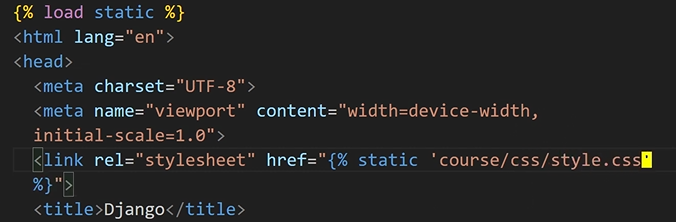 {% load static %}
<html lang="en">
<head>
<meta charset="UTF-8">
<meta name="viewport" content="width=device-width,
initial-scale=1.0">
<link rel="stylesheet" href="{% static 'course/css/style.css'
%}">
<title>Django</title>